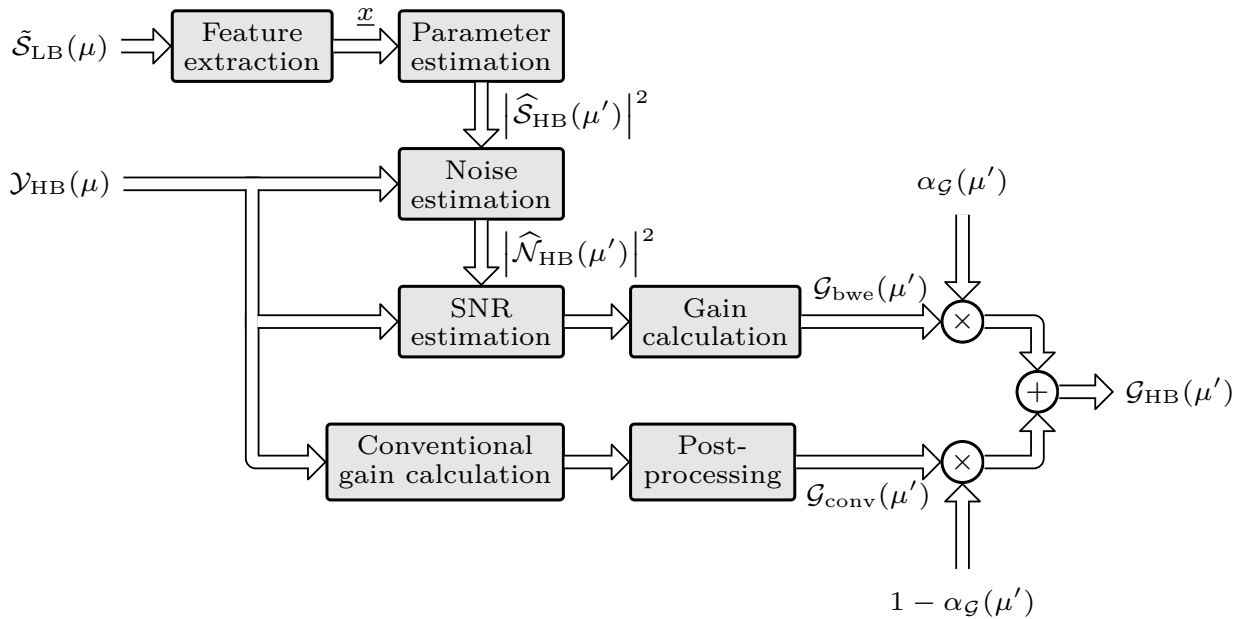 S̃_LB(μ)
Feature
extraction
x̲
Parameter
estimation
|Ŝ_HB(μ′)|²
𝒴_HB(μ)
Noise
estimation
α_𝒢(μ′)
|𝒩̂_HB(μ′)|²
SNR
estimation
Gain
calculation
𝒢_bwe(μ′)
×
+
𝒢_HB(μ′)
Conventional
gain calculation
Post-
processing
𝒢_conv(μ′)
×
1 − α_𝒢(μ′)